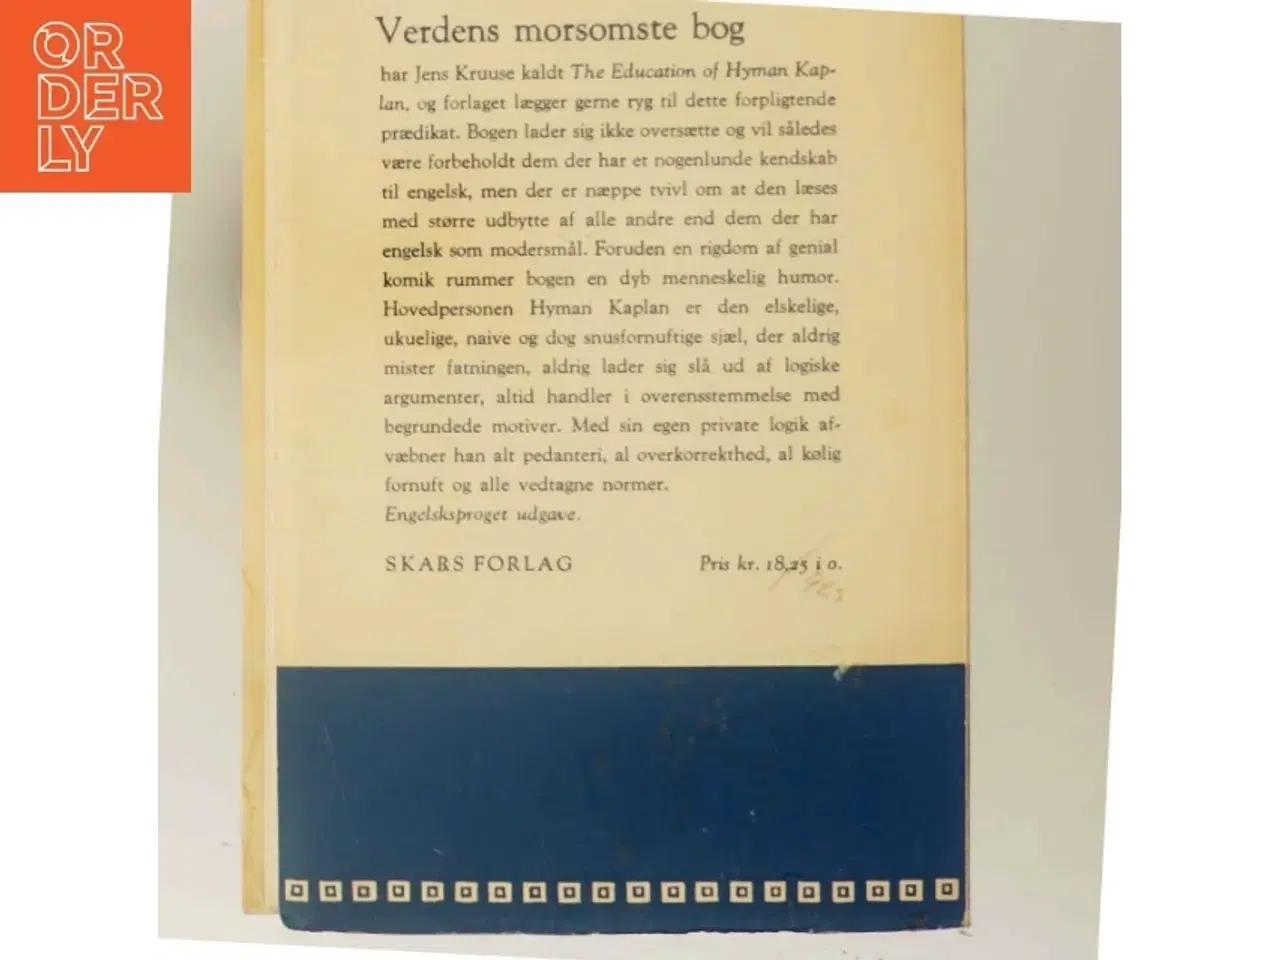 ORDERLY
Verdens morsomste bog
har Jens Kruuse kaldt The Education of Hyman Kap-
lan, og forlaget lægger gerne ryg til dette forpligtende
prædikat. Bogen lader sig ikke oversætte og vil således
være forbeholdt dem der har et nogenlunde kendskab
til engelsk, men der er næppe tvivl om at den læses
med større udbytte af alle andre end dem der har
engelsk som modersmål. Foruden en rigdom af genial
komik rummer bogen en dyb menneskelig humor.
Hovedpersonen Hyman Kaplan er den elskelige,
ukuelige, naive og dog snusfornuftige sjæl, der aldrig
mister fatningen, aldrig lader sig slå ud af logiske
argumenter, altid handler i overensstemmelse med
begrundede motiver. Med sin egen private logik af-
væbner han alt pedanteri, al overkorrekthed, al kølig
fornuft og alle vedtagne normer.
Engelsksproget udgave.
SKARS FORLAG Pris kr. 18,25 i o.